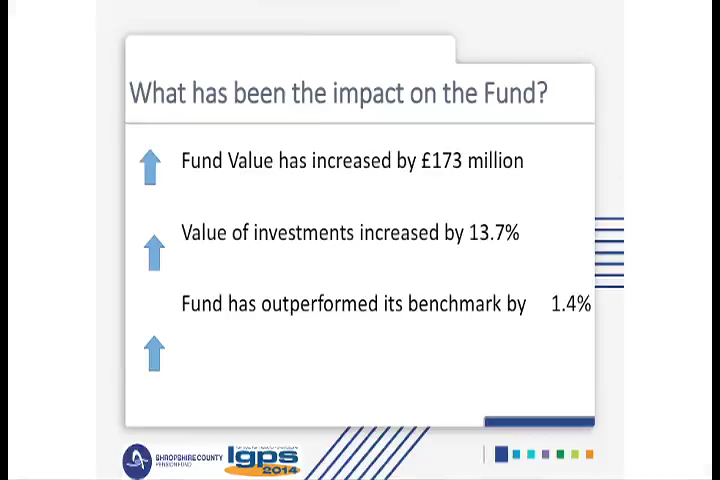 What has been the impact on the Fund?
Fund Value has increased by £173 million
Value of investments increased by 13.7%
Fund has outperformed its benchmark by 1.4%
SHROPSHIRE COUNTY
PENSION FUND
lgps
2014